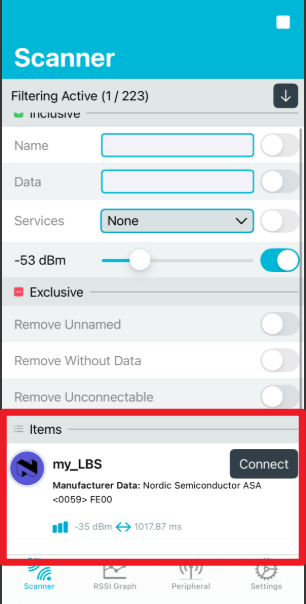 Scanner
Filtering Active (1 / 223)
Inclusive
Name
Data
Services None
-53 dBm
Exclusive
Remove Unnamed
Remove Without Data
Remove Unconnectable
Items
my_LBS Connect
Manufacturer Data: Nordic Semiconductor ASA
<0059> FE00
-35 dBm 1017.87 ms
Scanner RSSI Graph Peripheral Settings